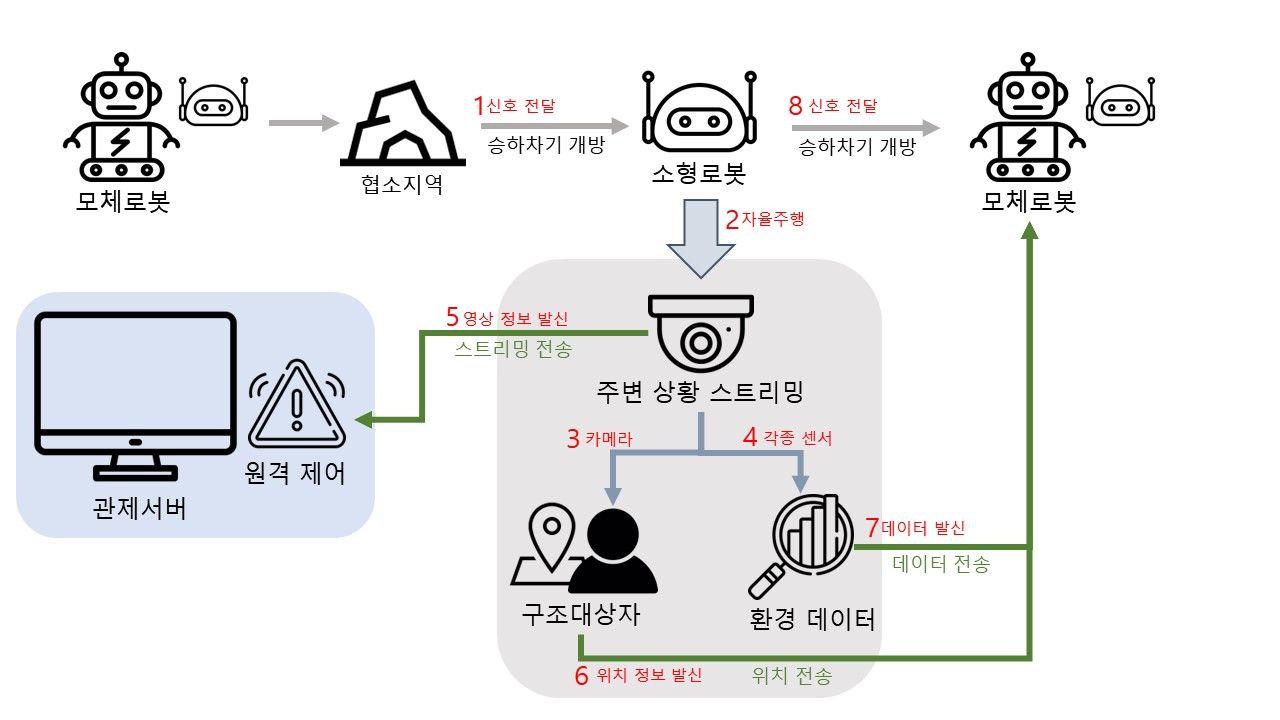 1 신호 전달
8 신호 전달
승하차기 개방
승하차기 개방
소형로봇
협소지역
모체로봇
모체로봇
2 자율주행
5 영상 정보 발신
스트리밍 전송
주변 상황 스트리밍
3 카메라
4 각종 센서
원격 제어
관제서버
7 데이터 발신
데이터 전송
구조대상자
환경 데이터
6 위치 정보 발신
위치 전송